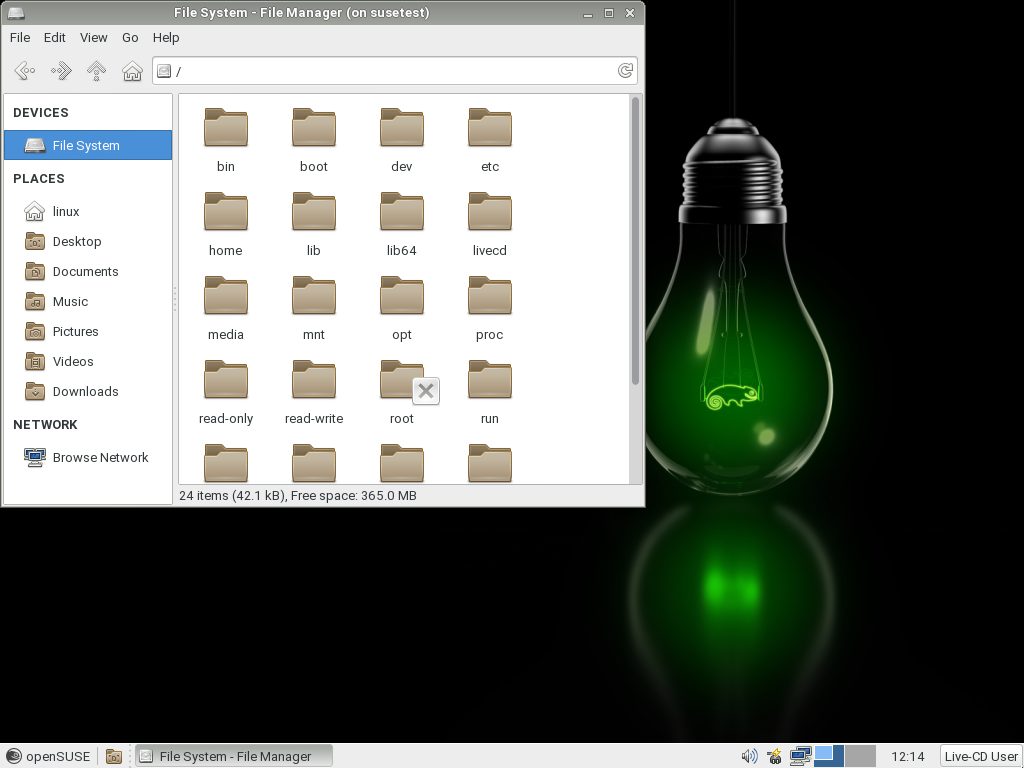 File System - File Manager (on susetest)
File Edit View Go Help
/
DEVICES
File System
PLACES
linux
Desktop
Documents
Music
Pictures
Videos
Downloads
NETWORK
Browse Network
bin boot dev etc
home lib lib64 livecd
media mnt opt proc
read-only read-write root run
24 items (42.1 kB), Free space: 365.0 MB
openSUSE File System - File Manager 12:14 Live-CD User